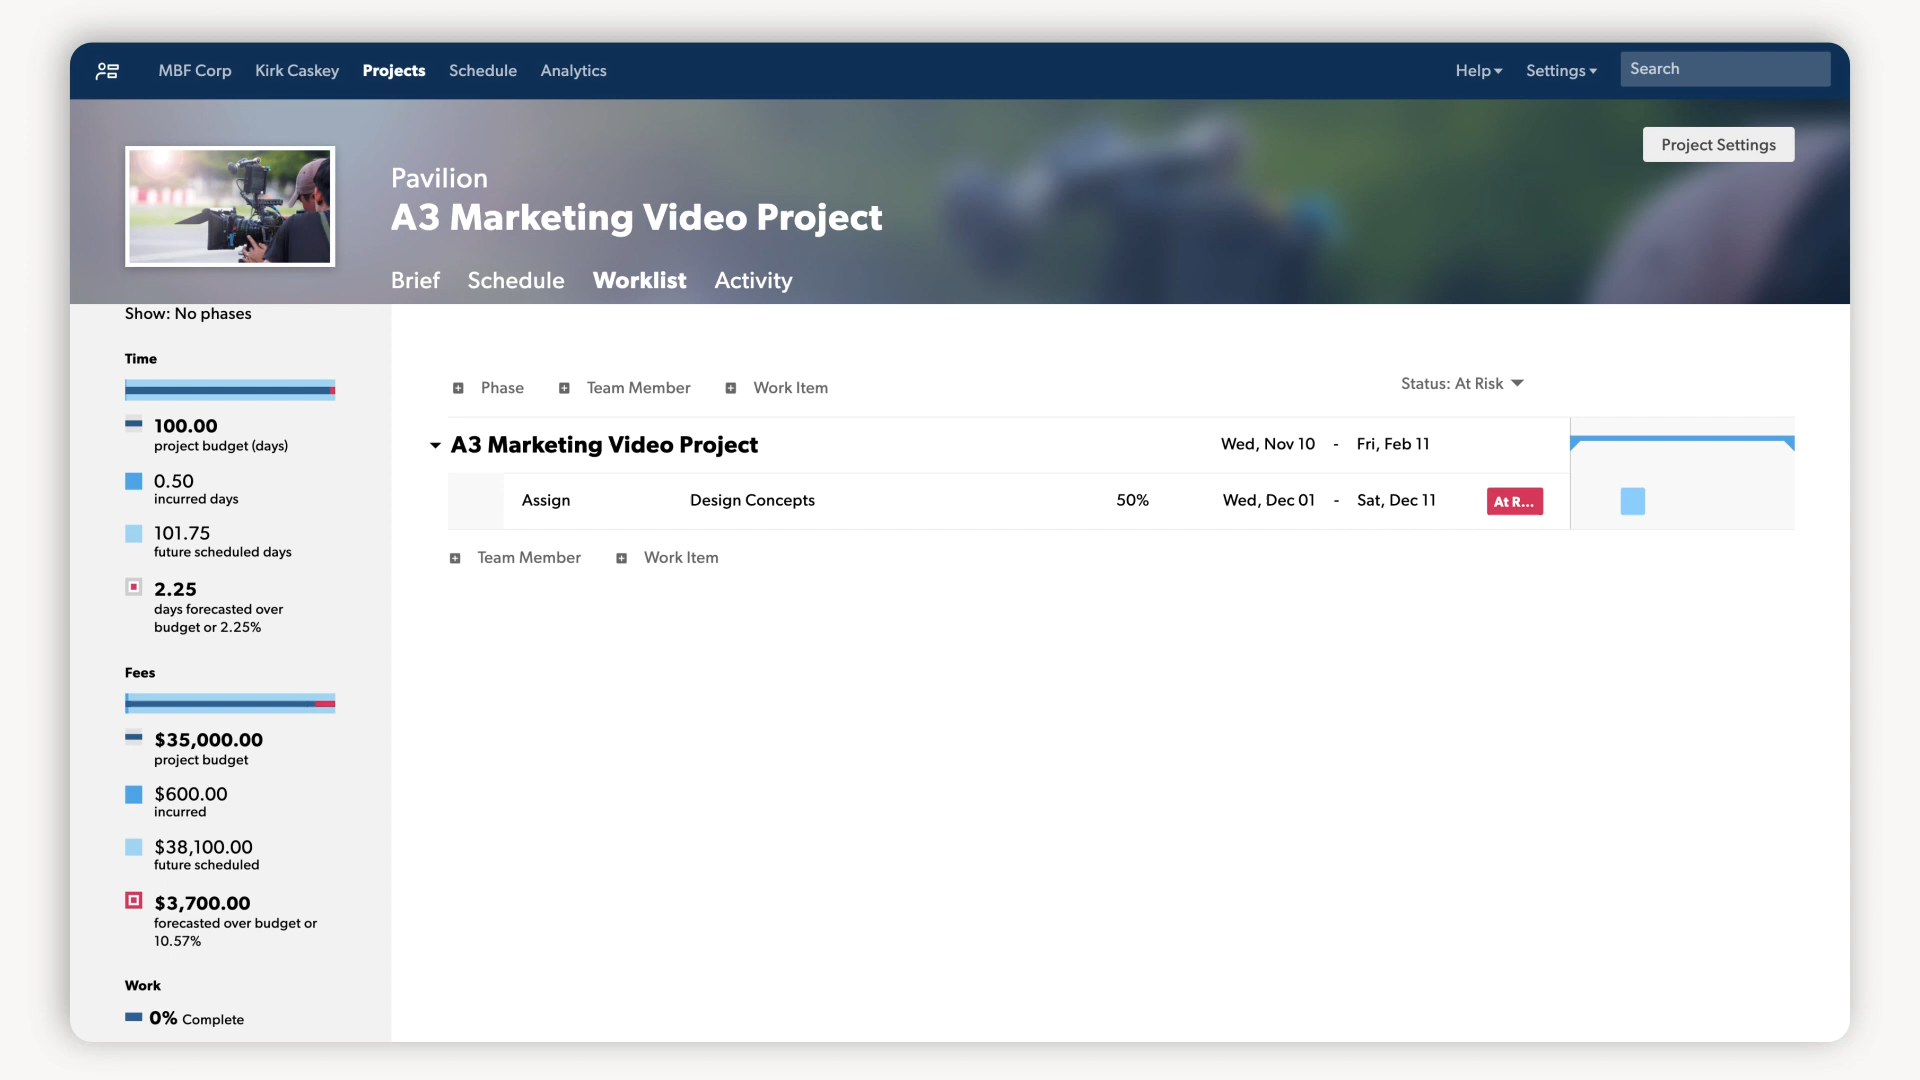 MBF Corp Kirk Caskey Projects Schedule Analytics Help Settings Search
Project Settings
Pavilion
A3 Marketing Video Project
Brief Schedule Worklist Activity
Show: No phases
Time
100.00
project budget (days)
0.50
incurred days
101.75
future scheduled days
2.25
days forecasted over
budget or 2.25%
Fees
$35,000.00
project budget
$600.00
incurred
$38,100.00
future scheduled
$3,700.00
forecasted over budget or
10.57%
Work
0% Complete
Phase Team Member Work Item Status: At Risk
A3 Marketing Video Project Wed, Nov 10 - Fri, Feb 11
Assign Design Concepts 50% Wed, Dec 01 - Sat, Dec 11 At R...
Team Member Work Item